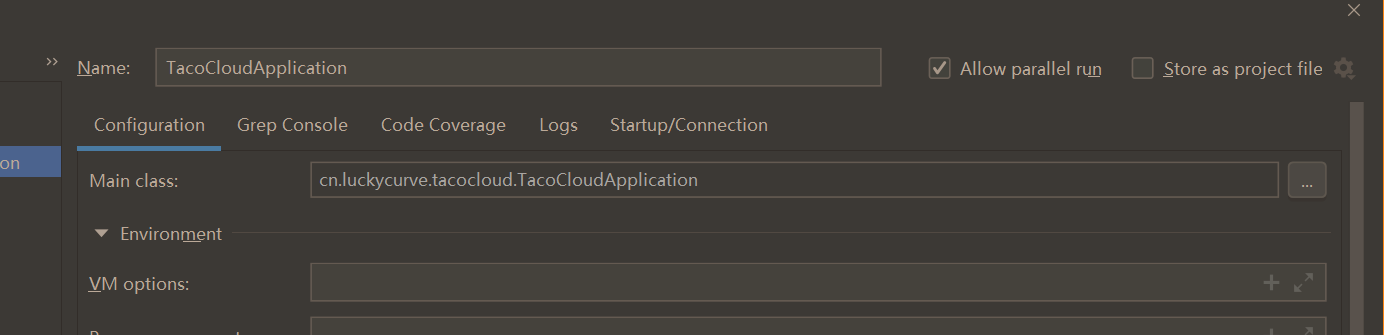 »
Name: TacoCloudApplication Allow parallel run Store as project file
Configuration Grep Console Code Coverage Logs Startup/Connection
on
Main class: cn.luckycurve.tacocloud.TacoCloudApplication ...
Environment
VM options: